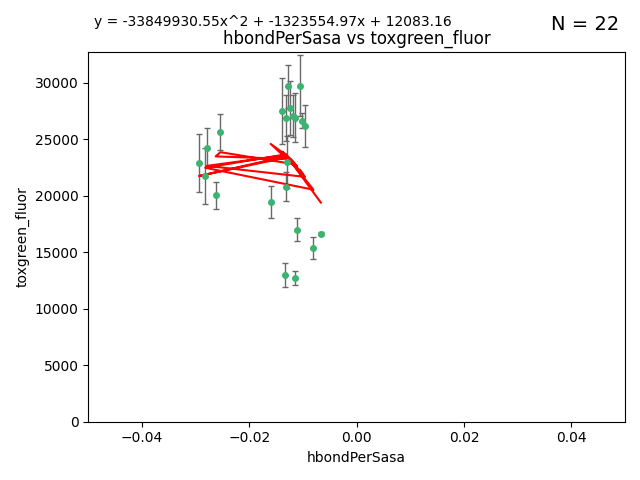 y = -33849930.55x^2 + -1323554.97x + 12083.16
N = 22
hbondPerSasa vs toxgreen_fluor
30000
25000
20000
15000
10000
5000
0
toxgreen_fluor
−0.04
−0.02
0.00
0.02
0.04
hbondPerSasa